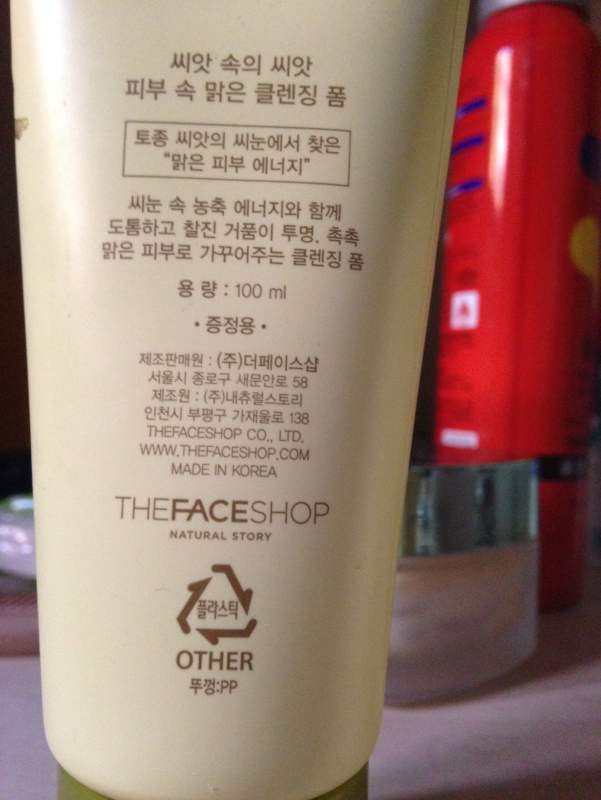 씨앗 속의 씨앗
피부 속 맑은 클렌징 폼
토종 씨앗의 씨눈에서 찾은
"맑은 피부 에너지"
씨눈 속 농축 에너지와 함께
도톰하고 찰진 거품이 투명, 촉촉
맑은 피부로 가꾸어주는 클렌징 폼
용 량 : 100 ml
• 증정용 •
제조판매원 : (주)더페이스샵
서울시 종로구 새문안로 58
제조원 : (주)내츄럴스토리
인천시 부평구 가재울로 138
THEFACESHOP CO., LTD.
WWW.THEFACESHOP.COM
MADE IN KOREA
THEFACESHOP
NATURAL STORY
플라스틱
OTHER
뚜껑:PP